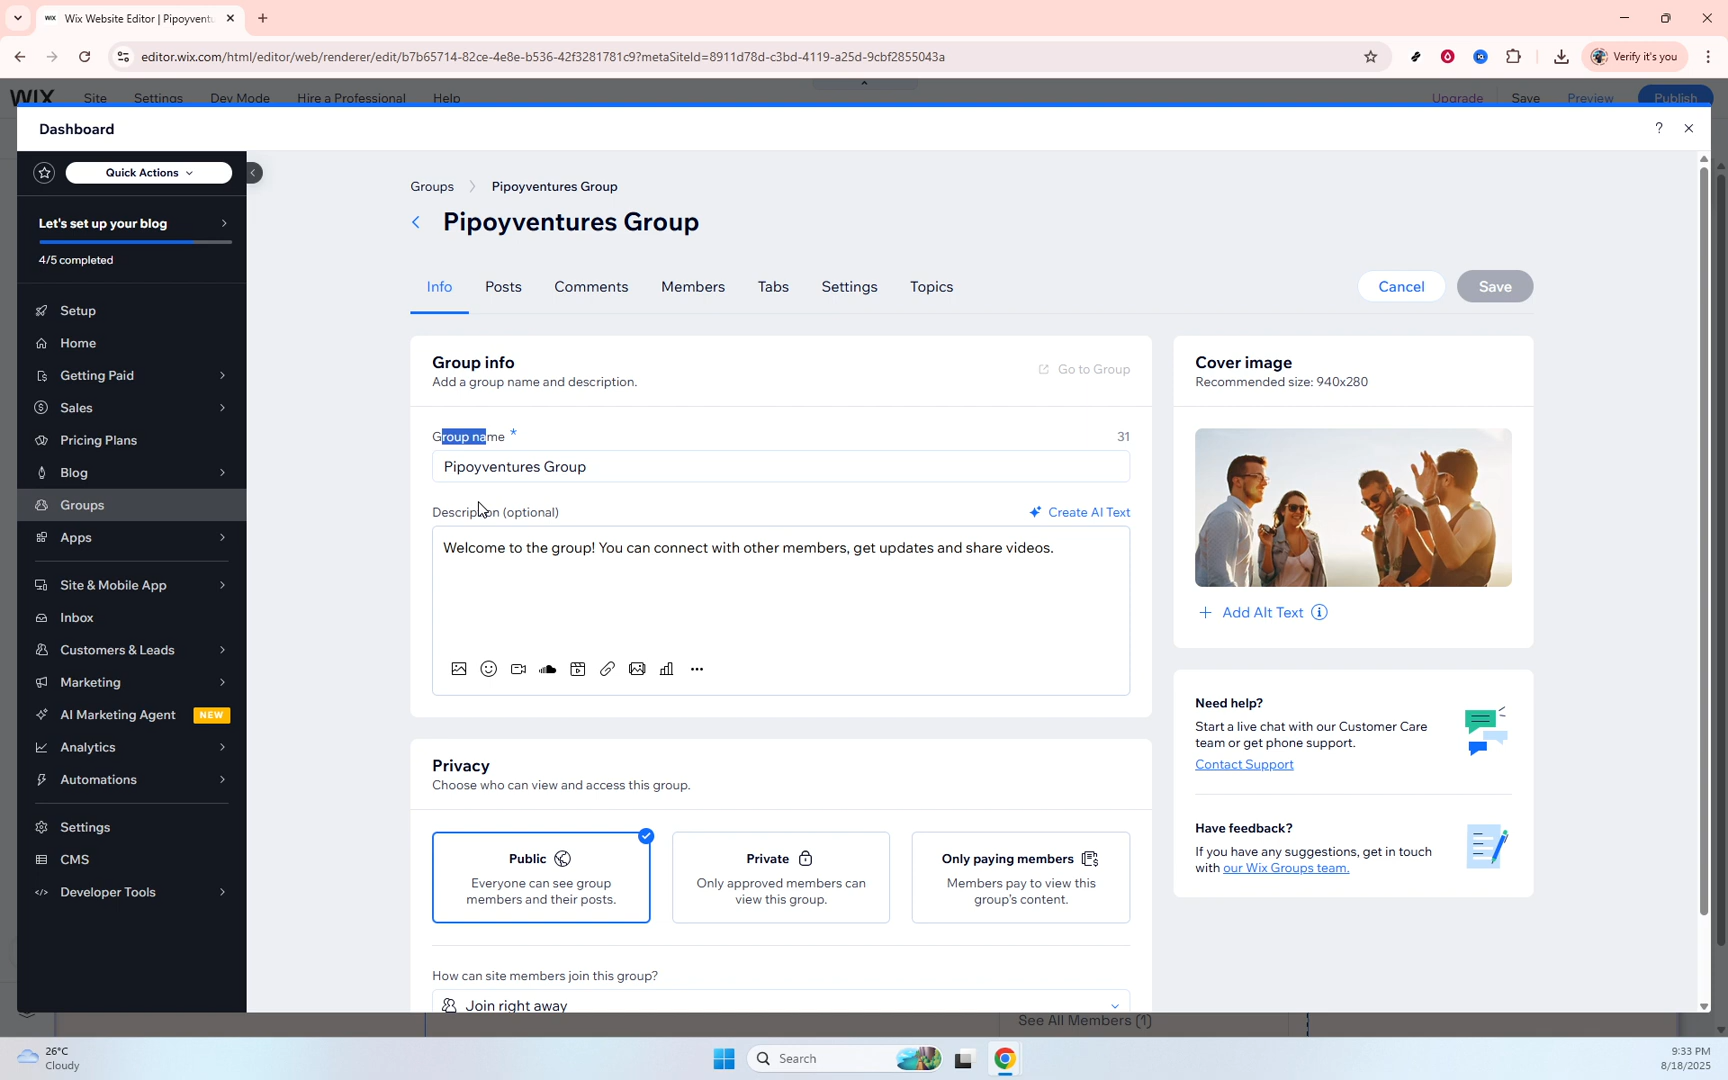 WIX Wix Website Editor | Pipoyventu
editor.wix.com/html/editor/web/renderer/edit/b7b65714-82ce-4e8e-b536-42f3281781c9?metaSiteId=8911d78d-c3bd-4119-a25d-9cbf2855043a
Verify it's you
WIX Site Settings Dev Mode Hire a Professional Help Upgrade Save Preview Publish
Dashboard ?
Quick Actions
Let's set up your blog
4/5 completed
Setup
Home
Getting Paid
Sales
Pricing Plans
Blog
Groups
Apps
Site & Mobile App
Inbox
Customers & Leads
Marketing
AI Marketing Agent NEW
Analytics
Automations
Settings
CMS
Developer Tools
Groups Pipoyventures Group
Pipoyventures Group
Info Posts Comments Members Tabs Settings Topics Cancel Save
Group info
Add a group name and description.
Go to Group
Group name * 31
Pipoyventures Group
Description (optional) Create AI Text
Welcome to the group! You can connect with other members, get updates and share videos.
Privacy
Choose who can view and access this group.
Public
Everyone can see group
members and their posts.
Private
Only approved members can
view this group.
Only paying members
Members pay to view this
group's content.
How can site members join this group?
Join right away
Cover image
Recommended size: 940x280
+ Add Alt Text
Need help?
Start a live chat with our Customer Care
team or get phone support.
Contact Support
Have feedback?
If you have any suggestions, get in touch
with our Wix Groups team.
See All Members (1)
26°C
Cloudy
Search
9:33 PM
8/18/2025